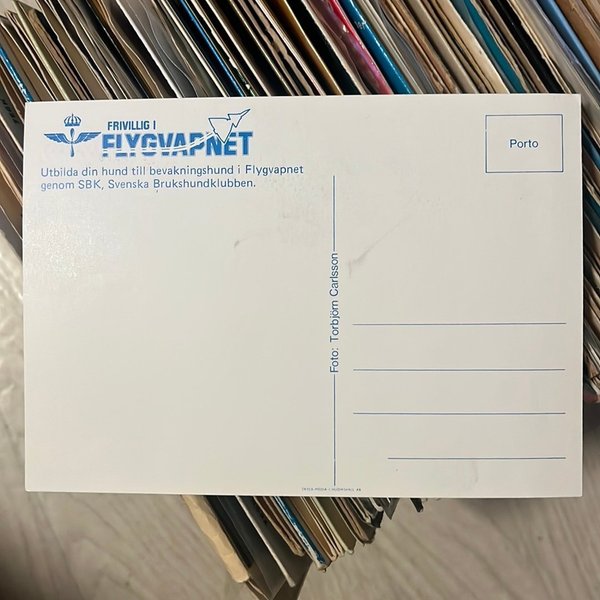 FRIVILLIG I
FLYGVAPNET
Utbilda din hund till bevakningshund i Flygvapnet
genom SBK, Svenska Brukshundklubben.
Porto
Foto: Torbjörn Carlsson